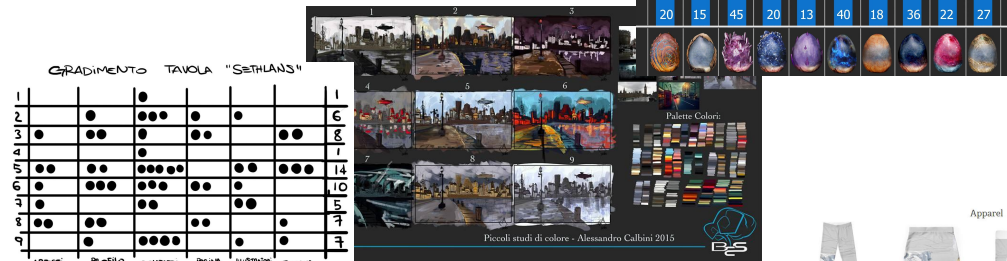 GRADIMENTO TAVOLA "SETHLANS"
1 1
2 6
3 8
4 1
5 14
6 10
7 5
8 7
9 7
1 2 3
4 5 6
7 8 9
Piccoli studi di colore - Alessandro Calbini 2015
Palette Colori:
B2S
20 15 45 20 13 40 18 36 22 27
Apparel